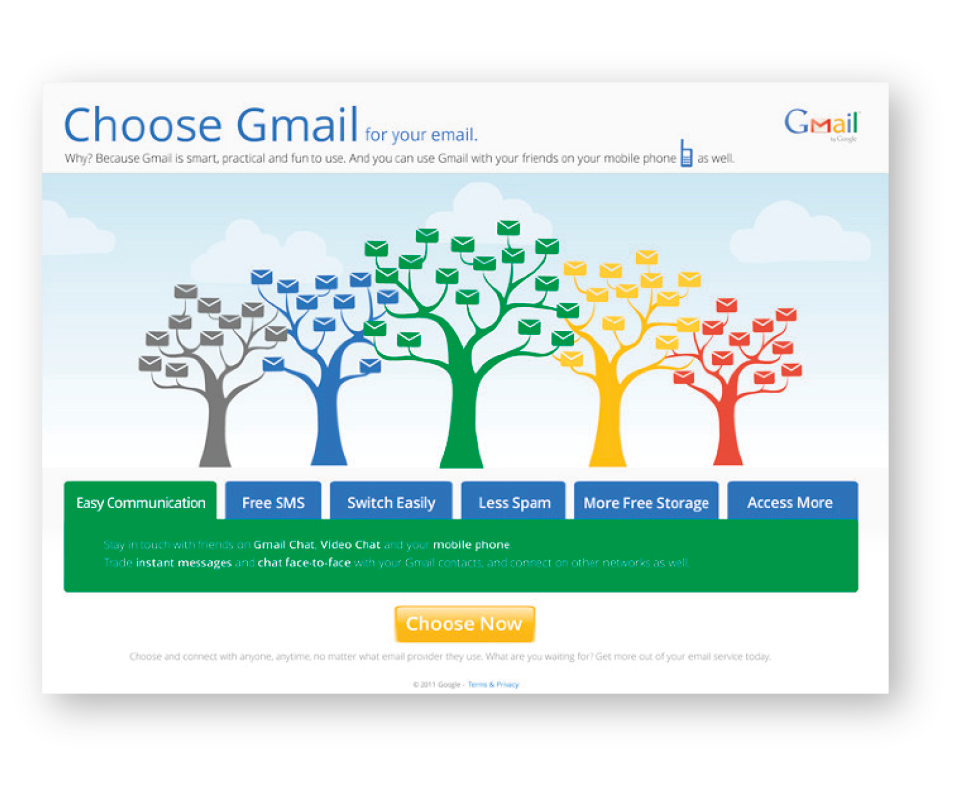 Choose Gmail for your email.
Gmail
by Google
Why? Because Gmail is smart, practical and fun to use. And you can use Gmail with your friends on your mobile phone as well.
Easy Communication
Free SMS
Switch Easily
Less Spam
More Free Storage
Access More
Stay in touch with friends on Gmail Chat, Video Chat and your mobile phone.
Trade instant messages and chat face-to-face with your Gmail contacts, and connect on other networks as well.
Choose Now
Choose and connect with anyone, anytime, no matter what email provider they use. What are you waiting for? Get more out of your email service today.
© 2011 Google - Terms & Privacy